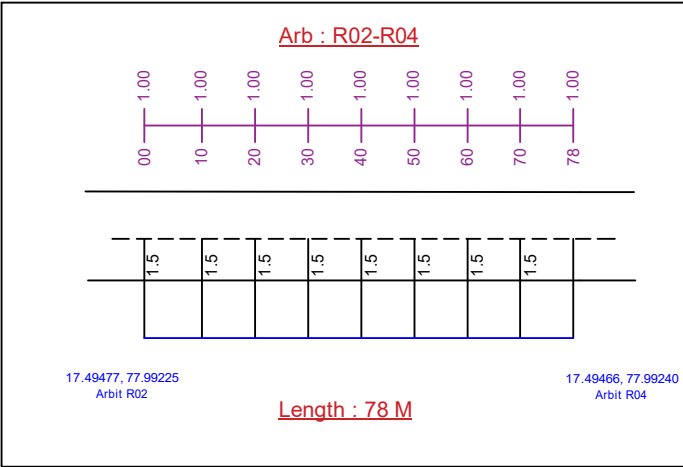 Arb : R02-R04
1.00 1.00 1.00 1.00 1.00 1.00 1.00 1.00 1.00
00 10 20 30 40 50 60 70 78
1.5 1.5 1.5 1.5 1.5 1.5 1.5 1.5
17.49477, 77.99225
Arbit R02
17.49466, 77.99240
Arbit R04
Length : 78 M